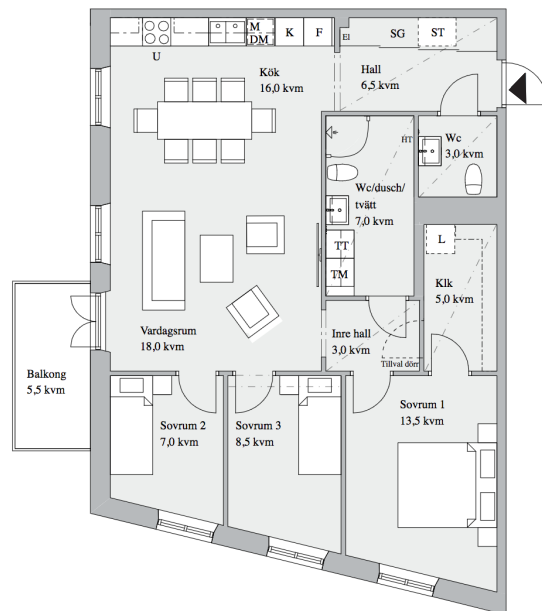 M
DM
K
F
El
SG
ST
U
Kök
16,0 kvm
Hall
6,5 kvm
HT
Wc
3,0 kvm
Wc/dusch/
tvätt
7,0 kvm
TT
TM
L
Klk
5,0 kvm
Vardagsrum
18,0 kvm
Inre hall
3,0 kvm
Tillval dörr
Balkong
5,5 kvm
Sovrum 2
7,0 kvm
Sovrum 3
8,5 kvm
Sovrum 1
13,5 kvm